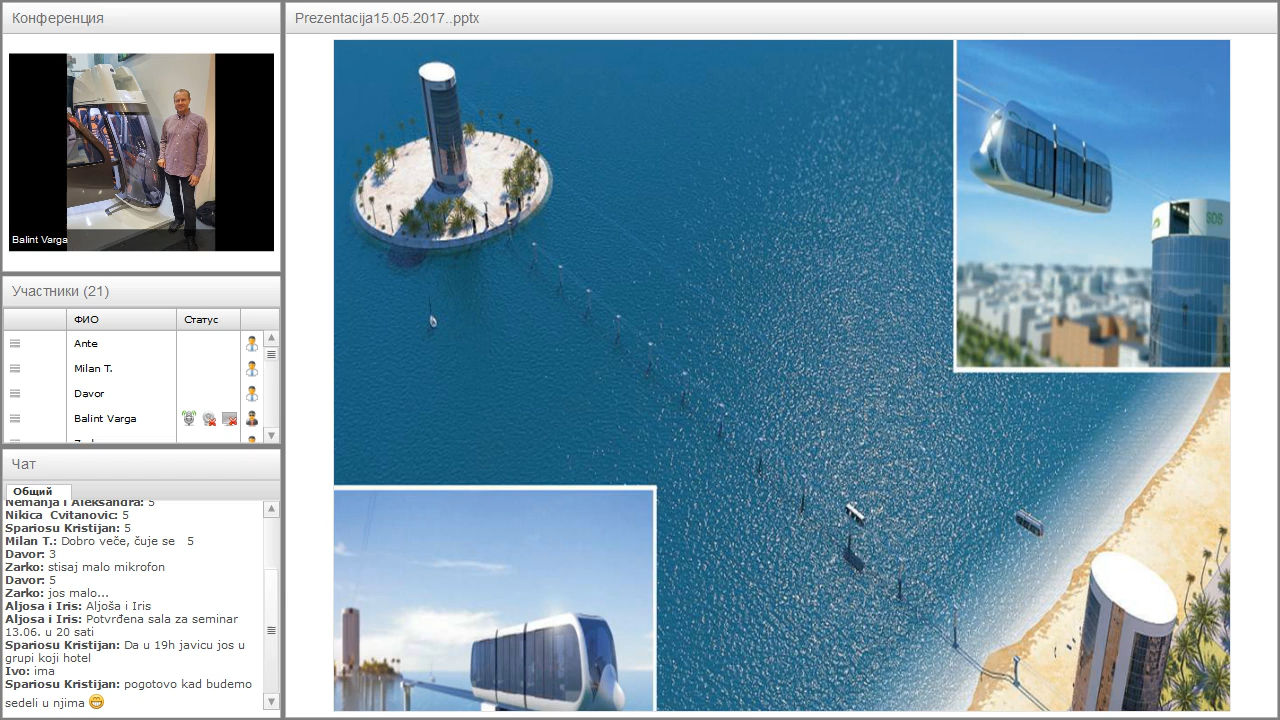 Конференция
Prezentacija15.05.2017..pptx
Balint Varga
SDS
Участники (21)
ФИО Статус
Ante
Milan T.
Davor
Balint Varga
Чат
Общий
Nemanja i Aleksandra: 5
Nikica Cvitanovic: 5
Spariosu Kristijan: 5
Milan T.: Dobro veče, čuje se 5
Davor: 3
Zarko: stisaj malo mikrofon
Davor: 5
Zarko: jos malo...
Aljosa i Iris: Aljoša i Iris
Aljosa i Iris: Potvrđena sala za seminar
13.06. u 20 sati
Spariosu Kristijan: Da u 19h javicu jos u
grupi koji hotel
Ivo: ima
Spariosu Kristijan: pogotovo kad budemo
sedeli u njima